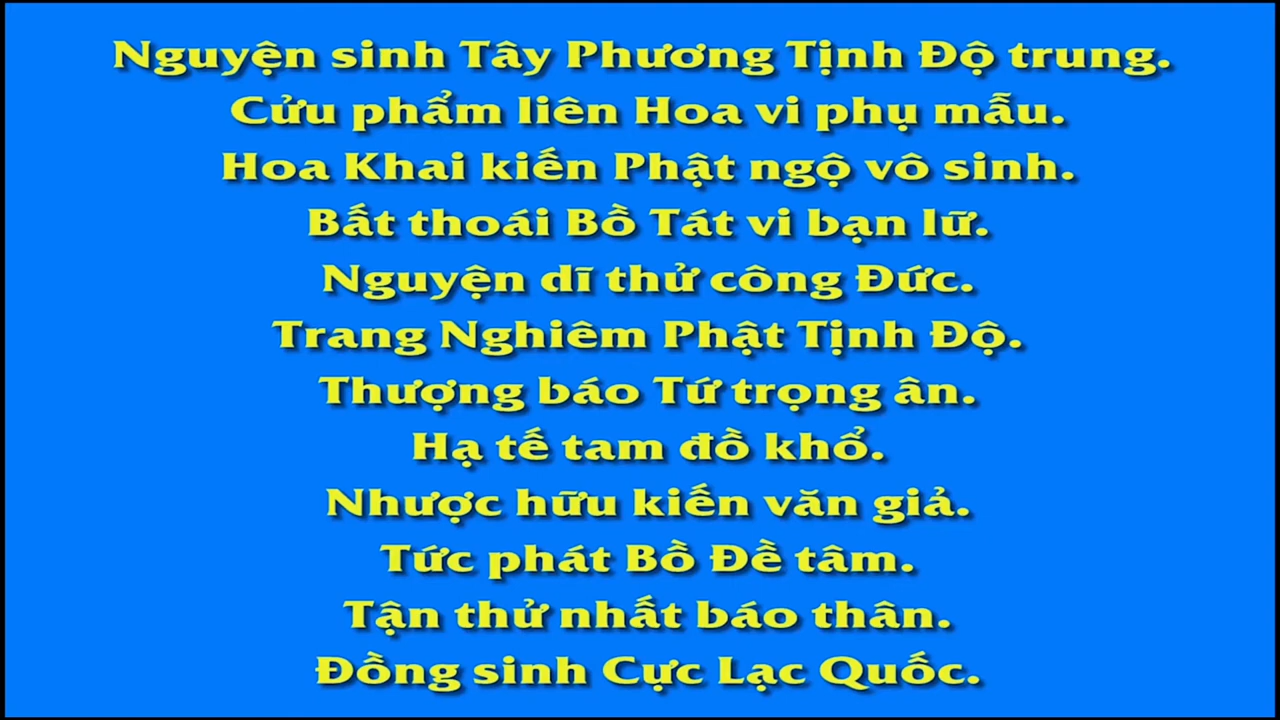 Nguyện sinh Tây Phương Tịnh Độ trung.
Cửu phẩm liên Hoa vi phụ mẫu.
Hoa Khai kiến Phật ngộ vô sinh.
Bất thoái Bồ Tát vi bạn lữ.
Nguyện dĩ thử công Đức.
Trang Nghiêm Phật Tịnh Độ.
Thượng báo Tứ trọng ân.
Hạ tế tam đồ khổ.
Nhược hữu kiến văn giả.
Tức phát Bồ Đề tâm.
Tận thử nhất báo thân.
Đồng sinh Cực Lạc Quốc.